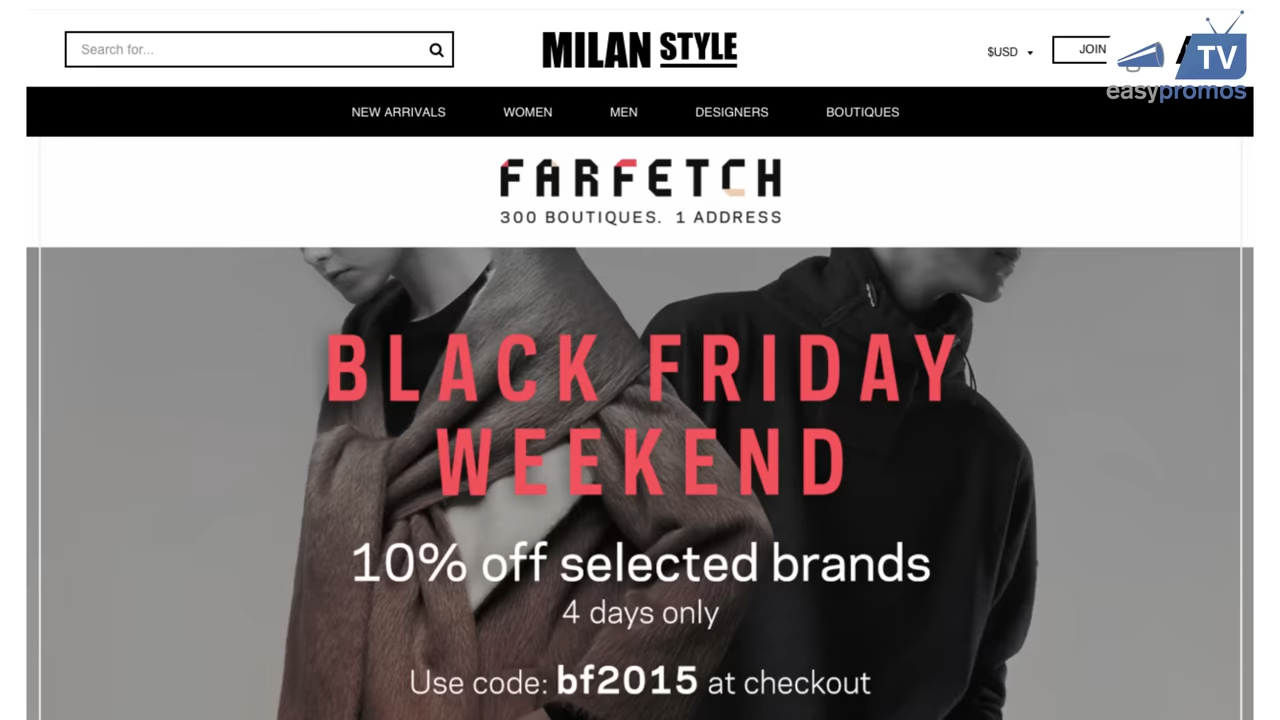 Search for...
MILAN STYLE
$USD
JOIN
TV
easypromos
NEW ARRIVALS
WOMEN
MEN
DESIGNERS
BOUTIQUES
FARFETCH
300 BOUTIQUES. 1 ADDRESS
BLACK FRIDAY
WEEKEND
10% off selected brands
4 days only
Use code: bf2015 at checkout